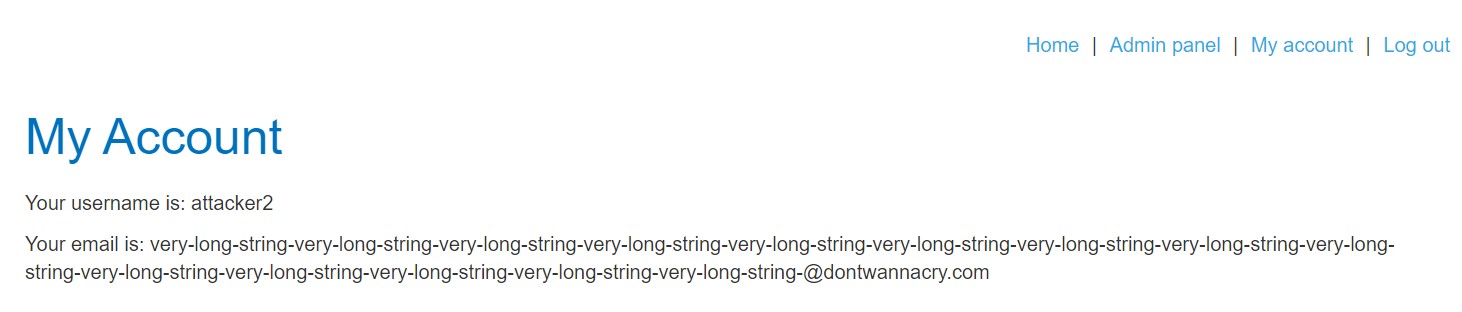 Home | Admin panel | My account | Log out
My Account
Your username is: attacker2
Your email is: very-long-string-very-long-string-very-long-string-very-long-string-very-long-string-very-long-string-very-long-string-very-long-string-very-long-
string-very-long-string-very-long-string-very-long-string-very-long-string-very-long-string-@dontwannacry.com